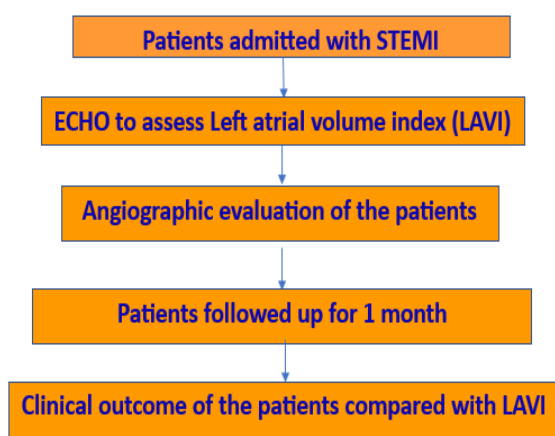 Patients admitted with STEMI
ECHO to assess Left atrial volume index (LAVI)
Angiographic evaluation of the patients
Patients followed up for 1 month
Clinical outcome of the patients compared with LAVI